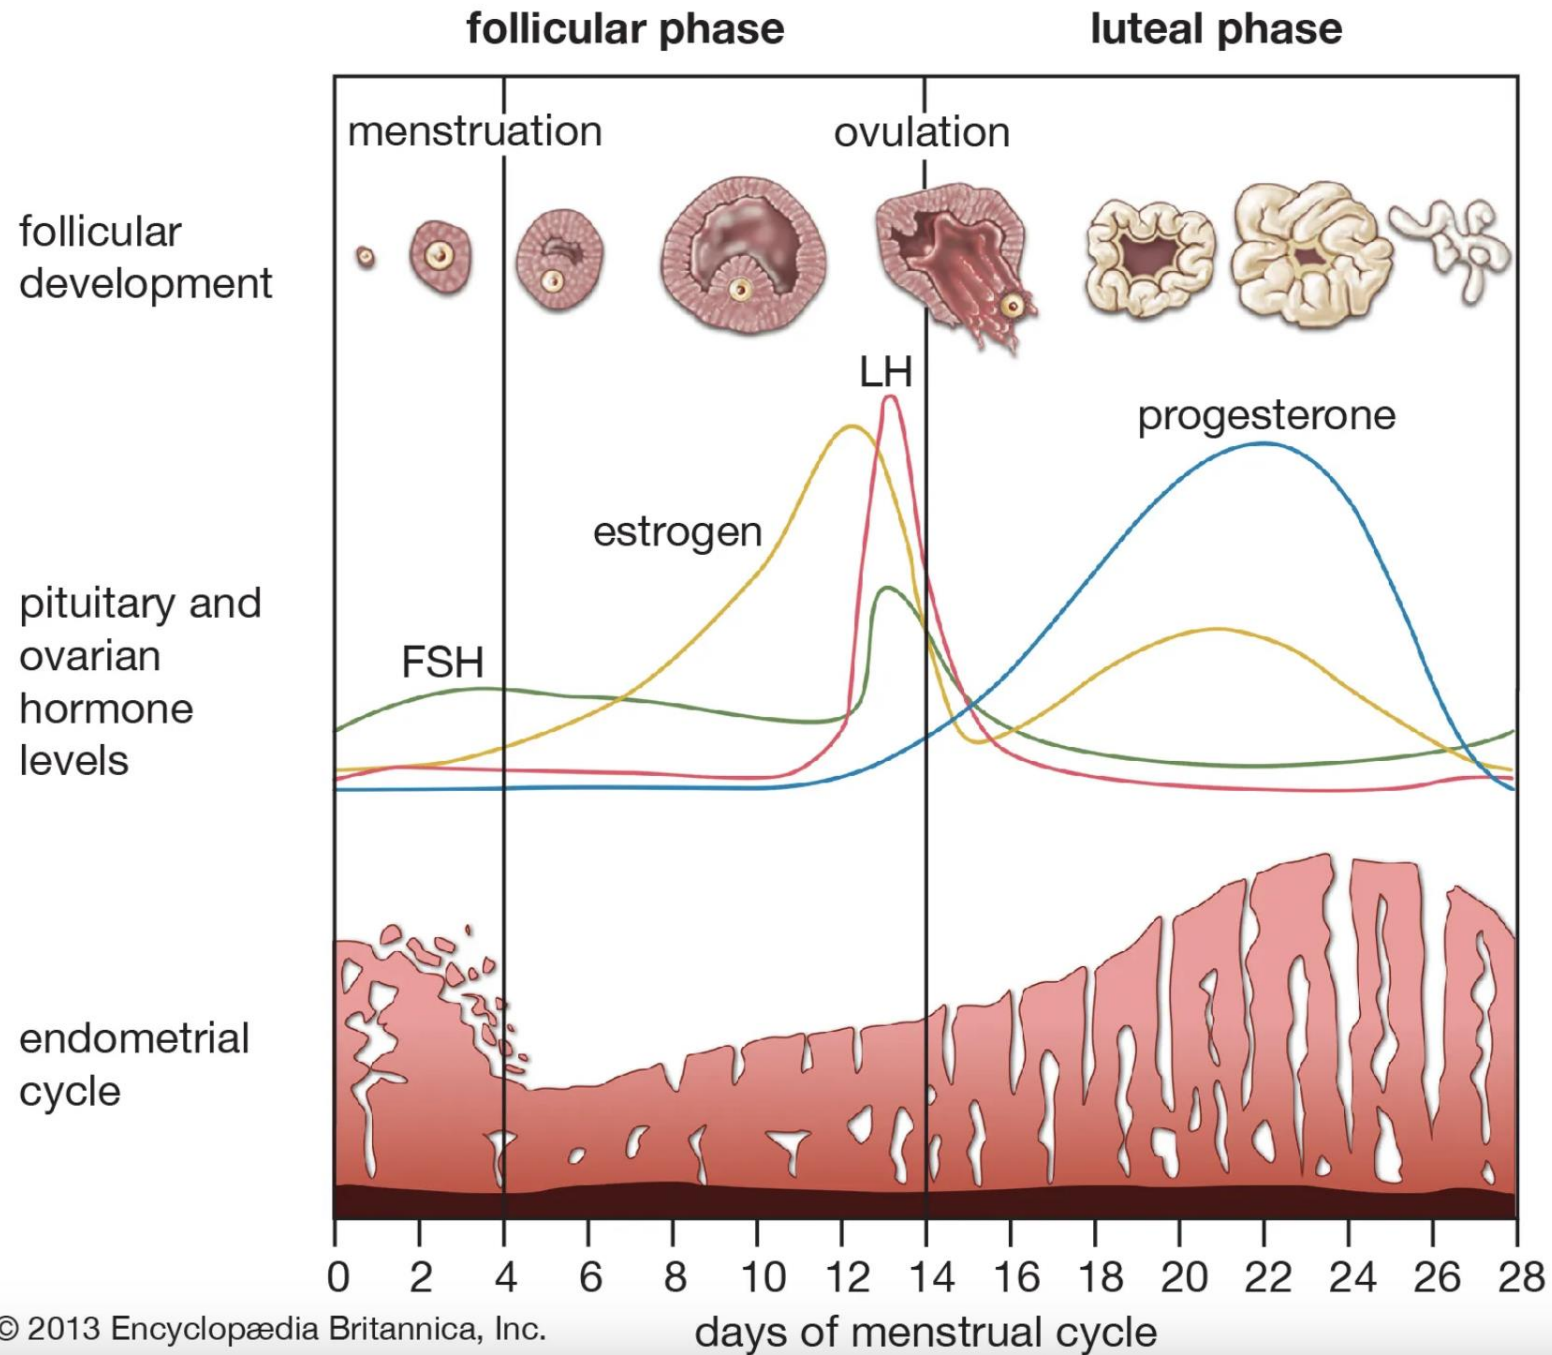 follicular phase
luteal phase
menstruation
ovulation
follicular
development
LH
progesterone
estrogen
FSH
pituitary and
ovarian
hormone
levels
endometrial
cycle
0 2 4 6 8 10 12 14 16 18 20 22 24 26 28
© 2013 Encyclopædia Britannica, Inc.
days of menstrual cycle